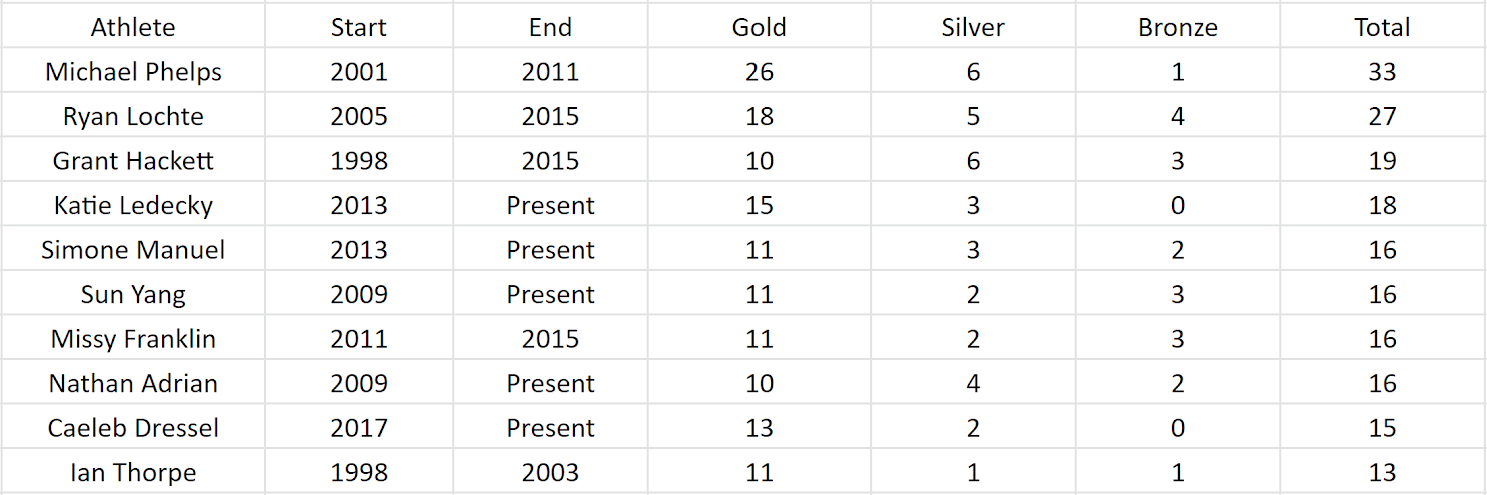 Athlete Start End Gold Silver Bronze Total
Michael Phelps 2001 2011 26 6 1 33
Ryan Lochte 2005 2015 18 5 4 27
Grant Hackett 1998 2015 10 6 3 19
Katie Ledecky 2013 Present 15 3 0 18
Simone Manuel 2013 Present 11 3 2 16
Sun Yang 2009 Present 11 2 3 16
Missy Franklin 2011 2015 11 2 3 16
Nathan Adrian 2009 Present 10 4 2 16
Caeleb Dressel 2017 Present 13 2 0 15
Ian Thorpe 1998 2003 11 1 1 13